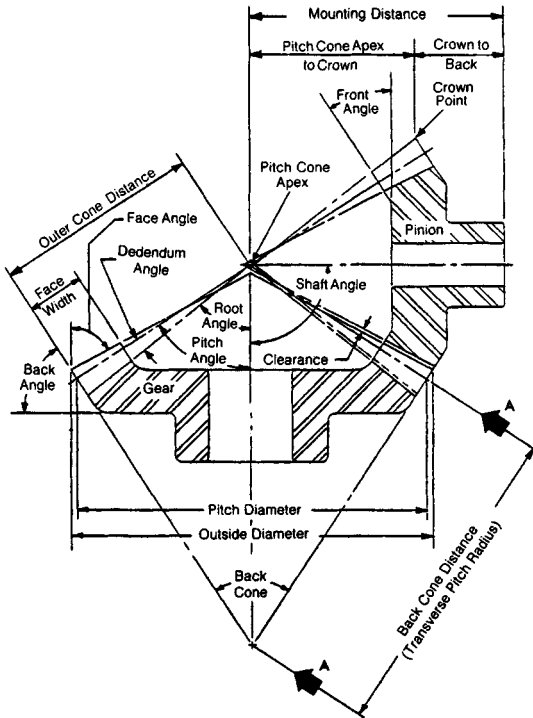 Mounting Distance
Pitch Cone Apex
to Crown
Crown to
Back
Front
Angle
Crown
Point
Pitch Cone
Apex
Outer Cone Distance
Face Angle
Pinion
Dedendum
Angle
Face
Width
Shaft Angle
Root
Angle
Pitch
Angle
Clearance
Back
Angle
Gear
A
Pitch Diameter
Outside Diameter
Back
Cone
Back Cone Distance
(Transverse Pitch Radius)
A